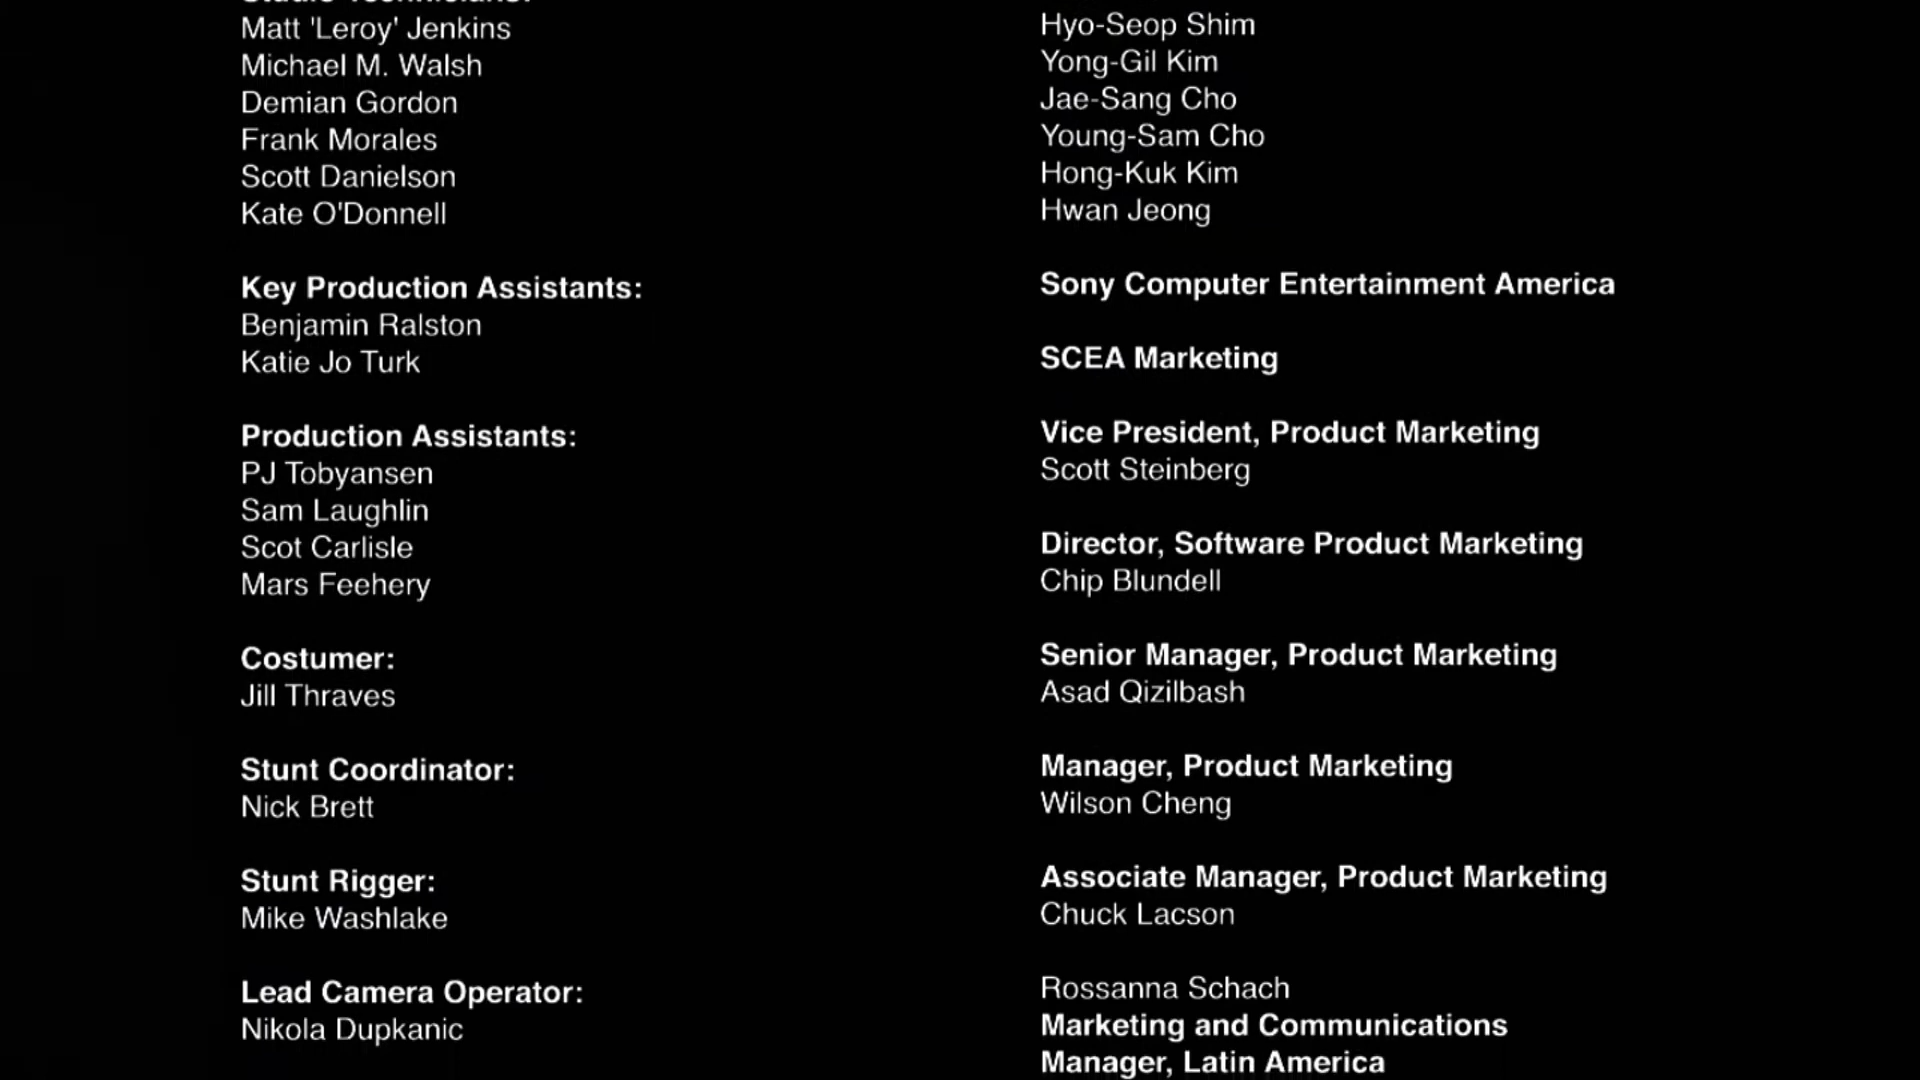 Studio Technicians:
Matt 'Leroy' Jenkins
Michael M. Walsh
Demian Gordon
Frank Morales
Scott Danielson
Kate O'Donnell
Key Production Assistants:
Benjamin Ralston
Katie Jo Turk
Production Assistants:
PJ Tobyansen
Sam Laughlin
Scot Carlisle
Mars Feehery
Costumer:
Jill Thraves
Stunt Coordinator:
Nick Brett
Stunt Rigger:
Mike Washlake
Lead Camera Operator:
Nikola Dupkanic
Hyo-Seop Shim
Yong-Gil Kim
Jae-Sang Cho
Young-Sam Cho
Hong-Kuk Kim
Hwan Jeong
Sony Computer Entertainment America
SCEA Marketing
Vice President, Product Marketing
Scott Steinberg
Director, Software Product Marketing
Chip Blundell
Senior Manager, Product Marketing
Asad Qizilbash
Manager, Product Marketing
Wilson Cheng
Associate Manager, Product Marketing
Chuck Lacson
Rossanna Schach
Marketing and Communications
Manager, Latin America